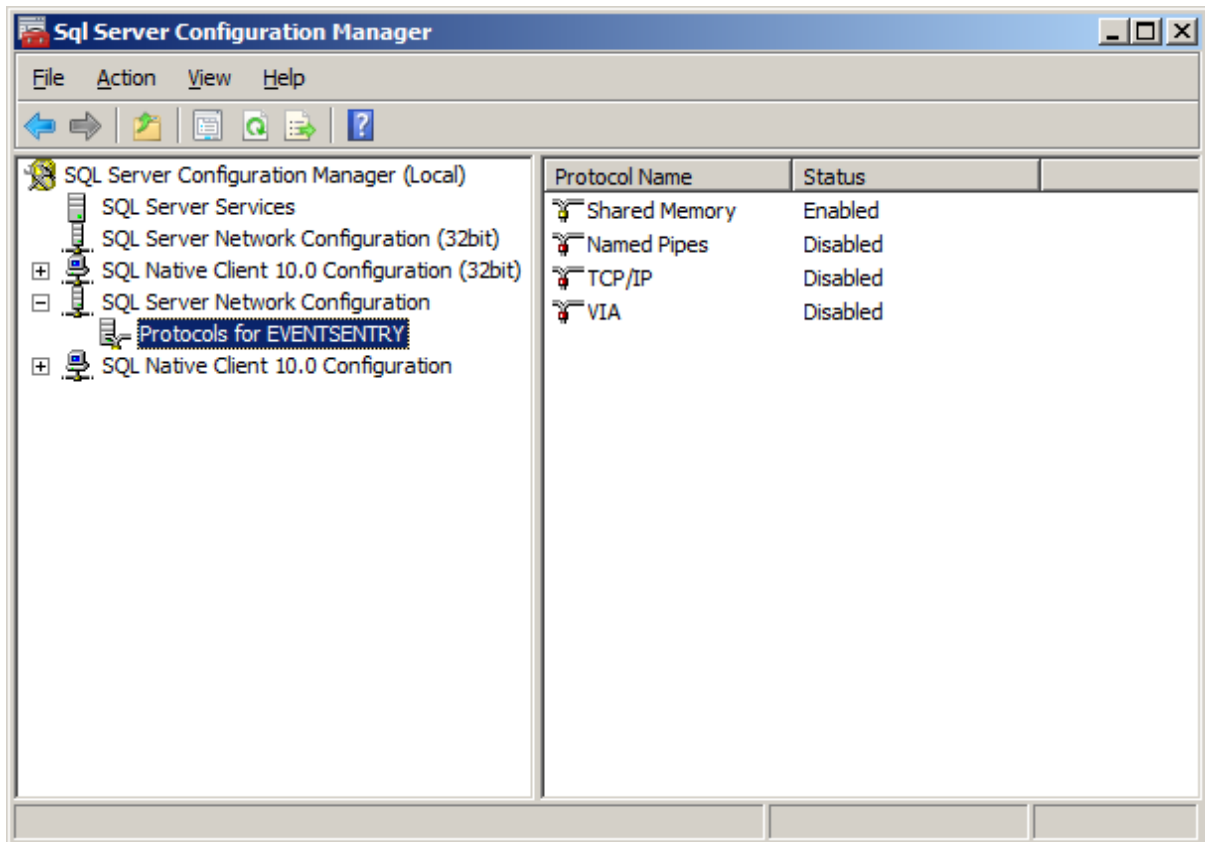 Sql Server Configuration Manager
File Action View Help
SQL Server Configuration Manager (Local)
SQL Server Services
SQL Server Network Configuration (32bit)
SQL Native Client 10.0 Configuration (32bit)
SQL Server Network Configuration
Protocols for EVENTSENTRY
SQL Native Client 10.0 Configuration
Protocol Name Status
Shared Memory Enabled
Named Pipes Disabled
TCP/IP Disabled
VIA Disabled